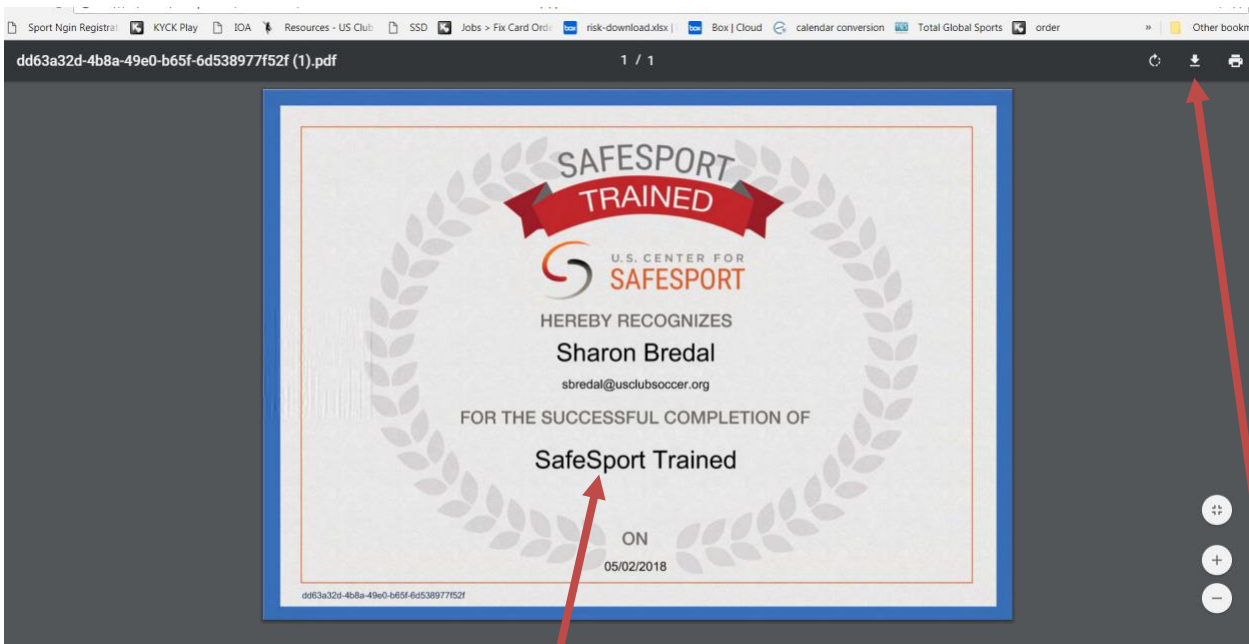 Sport Ngin Registra KYCK Play IOA Resources - US Club SSD Jobs > Fix Card Orde risk-download.xlsx | Box | Cloud calendar conversion Total Global Sports order » Other bookm
dd63a32d-4b8a-49e0-b65f-6d538977f52f (1).pdf 1 / 1
SAFESPORT
TRAINED
U.S. CENTER FOR
SAFESPORT
HEREBY RECOGNIZES
Sharon Bredal
sbredal@usclubsoccer.org
FOR THE SUCCESSFUL COMPLETION OF
SafeSport Trained
ON
05/02/2018
dd63a32d-4b8a-49e0-b65f-6d538977f52f